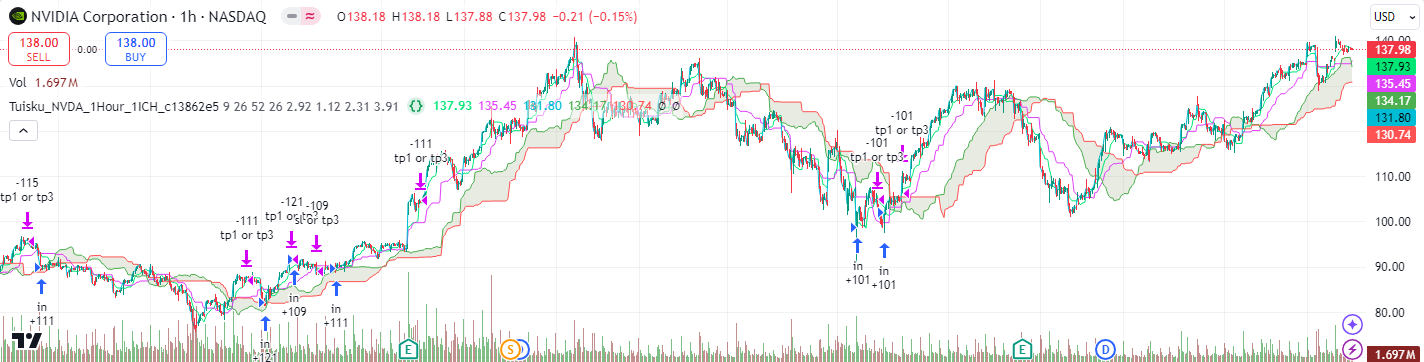 NVIDIA Corporation · 1h · NASDAQ O138.18 H138.18 L137.88 C137.98 −0.21 (−0.15%)
USD
138.00 0.00 138.00
SELL BUY
Vol 1.697M
Tuisku_NVDA_1Hour_1ICH_c13862e5 9 26 52 26 2.92 1.12 2.31 3.91 {} 137.93 135.45 131.80 134.17 130.74 Ø Ø
140.00
137.98
137.93
135.45
134.17
131.80
130.74
110.00
100.00
90.00
80.00
1.697M
-115
tp1 or tp3
in
+111
-111
tp1 or tp3
in
+121
-121
tp1 or tp3
in
+109
-109
sl or tp3
in
+111
-111
tp1 or tp3
-101
tp1 or tp3
-101
tp1 or tp3
in
+101
in
+101
E
S
E
D